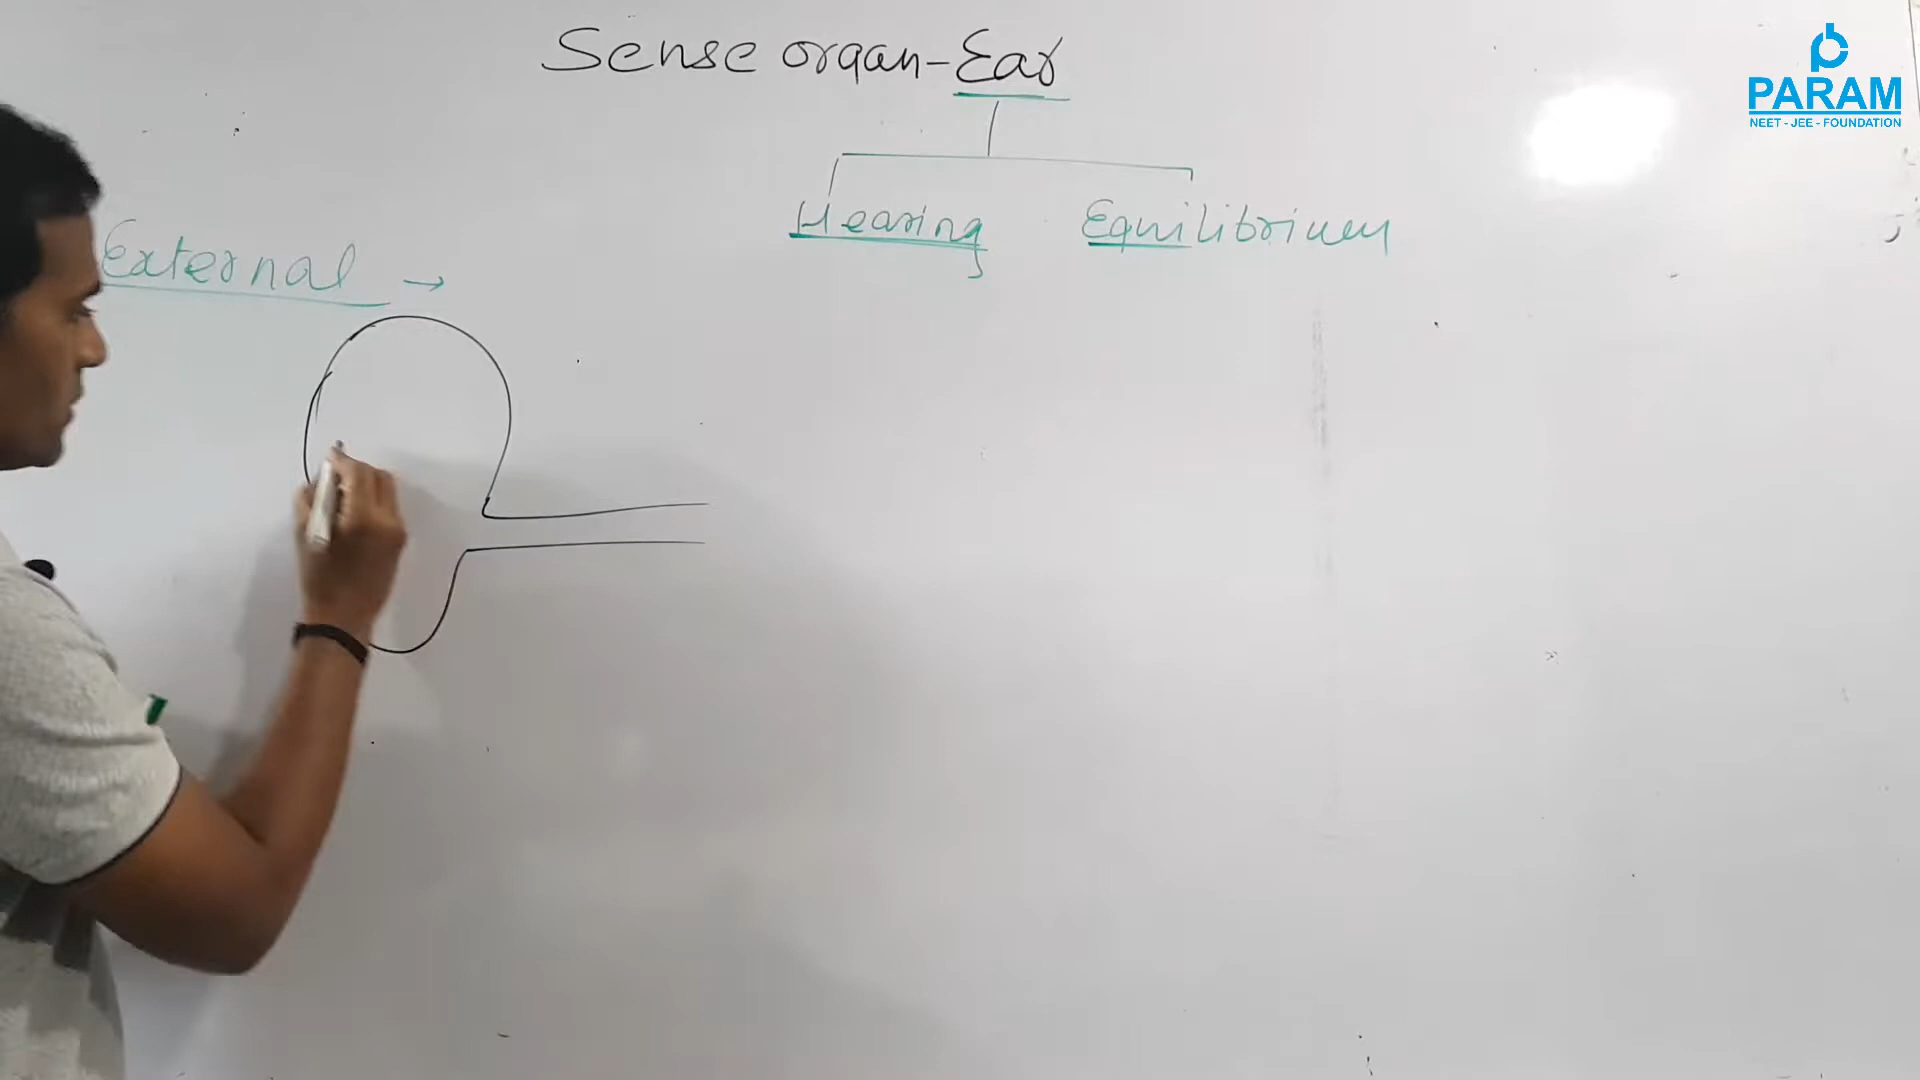 Sense organ-Ear
PARAM
NEET - JEE - FOUNDATION
Hearing Equilibrium
External →